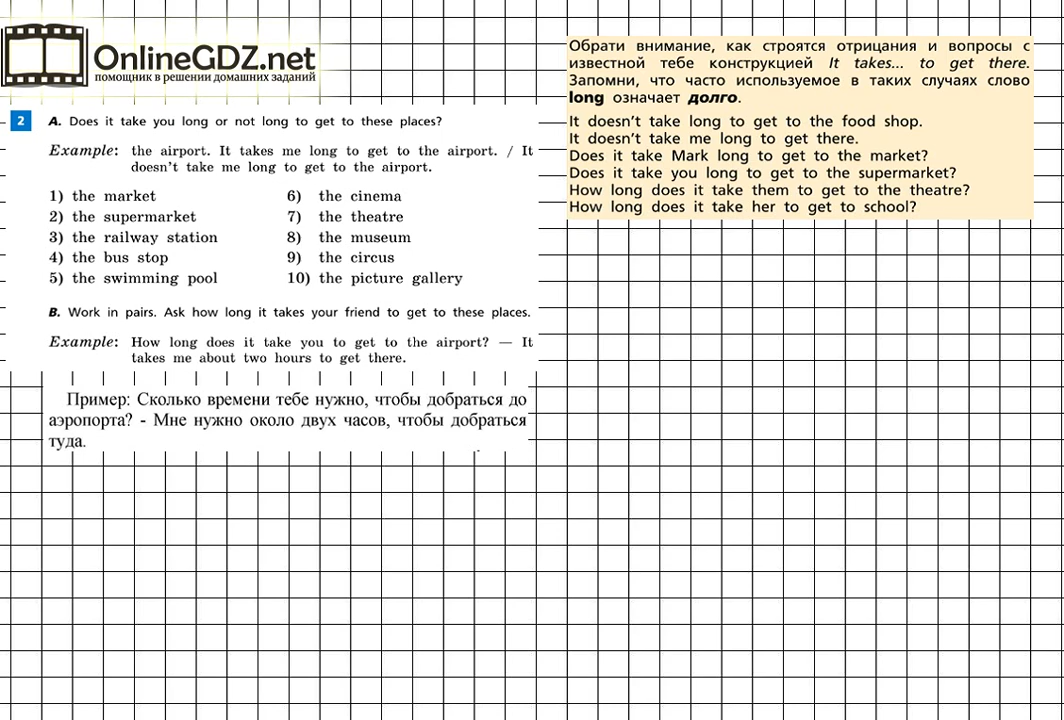 OnlineGDZ.net
помощник в решении домашних заданий
2 A. Does it take you long or not long to get to these places?
Example: the airport. It takes me long to get to the airport. / It
doesn't take me long to get to the airport.
1) the market
2) the supermarket
3) the railway station
4) the bus stop
5) the swimming pool
6) the cinema
7) the theatre
8) the museum
9) the circus
10) the picture gallery
B. Work in pairs. Ask how long it takes your friend to get to these places.
Example: How long does it take you to get to the airport? — It
takes me about two hours to get there.
Пример: Сколько времени тебе нужно, чтобы добраться до
аэропорта? - Мне нужно около двух часов, чтобы добраться
туда.
Обрати внимание, как строятся отрицания и вопросы с
известной тебе конструкцией It takes... to get there.
Запомни, что часто используемое в таких случаях слово
long означает долго.
It doesn't take long to get to the food shop.
It doesn't take me long to get there.
Does it take Mark long to get to the market?
Does it take you long to get to the supermarket?
How long does it take them to get to the theatre?
How long does it take her to get to school?